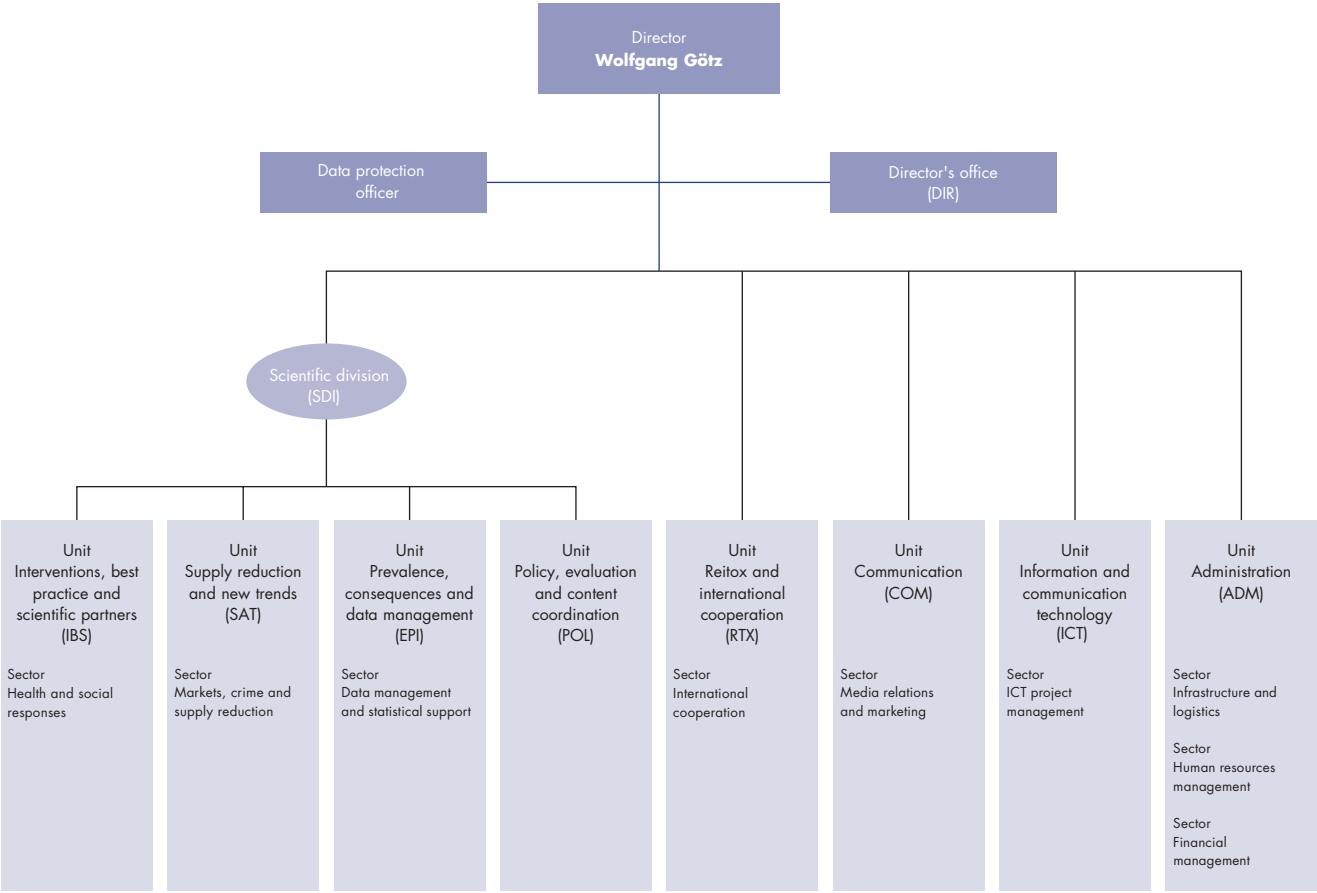 Director
Wolfgang Götz
Data protection
officer
Director's office
(DIR)
Scientific division
(SDI)
Unit
Interventions, best
practice and
scientific partners
(IBS)
Sector
Health and social
responses
Unit
Supply reduction
and new trends
(SAT)
Sector
Markets, crime and
supply reduction
Unit
Prevalence,
consequences and
data management
(EPI)
Sector
Data management
and statistical support
Unit
Policy, evaluation
and content
coordination
(POL)
Unit
Reitox and
international
cooperation
(RTX)
Sector
International
cooperation
Unit
Communication
(COM)
Sector
Media relations
and marketing
Unit
Information and
communication
technology
(ICT)
Sector
ICT project
management
Unit
Administration
(ADM)
Sector
Infrastructure and
logistics
Sector
Human resources
management
Sector
Financial
management